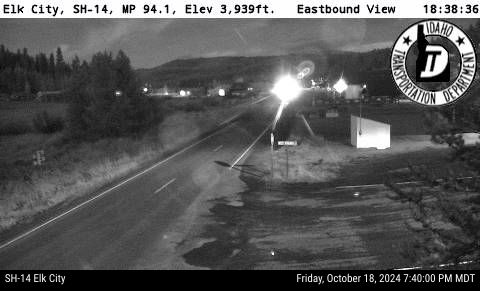 Elk City, SH-14, MP 94.1, Elev 3,939ft. Eastbound View 18:38:36
IDAHO
TRANSPORTATION DEPARTMENT
SH-14 Elk City Friday, October 18, 2024 7:40:00 PM MDT